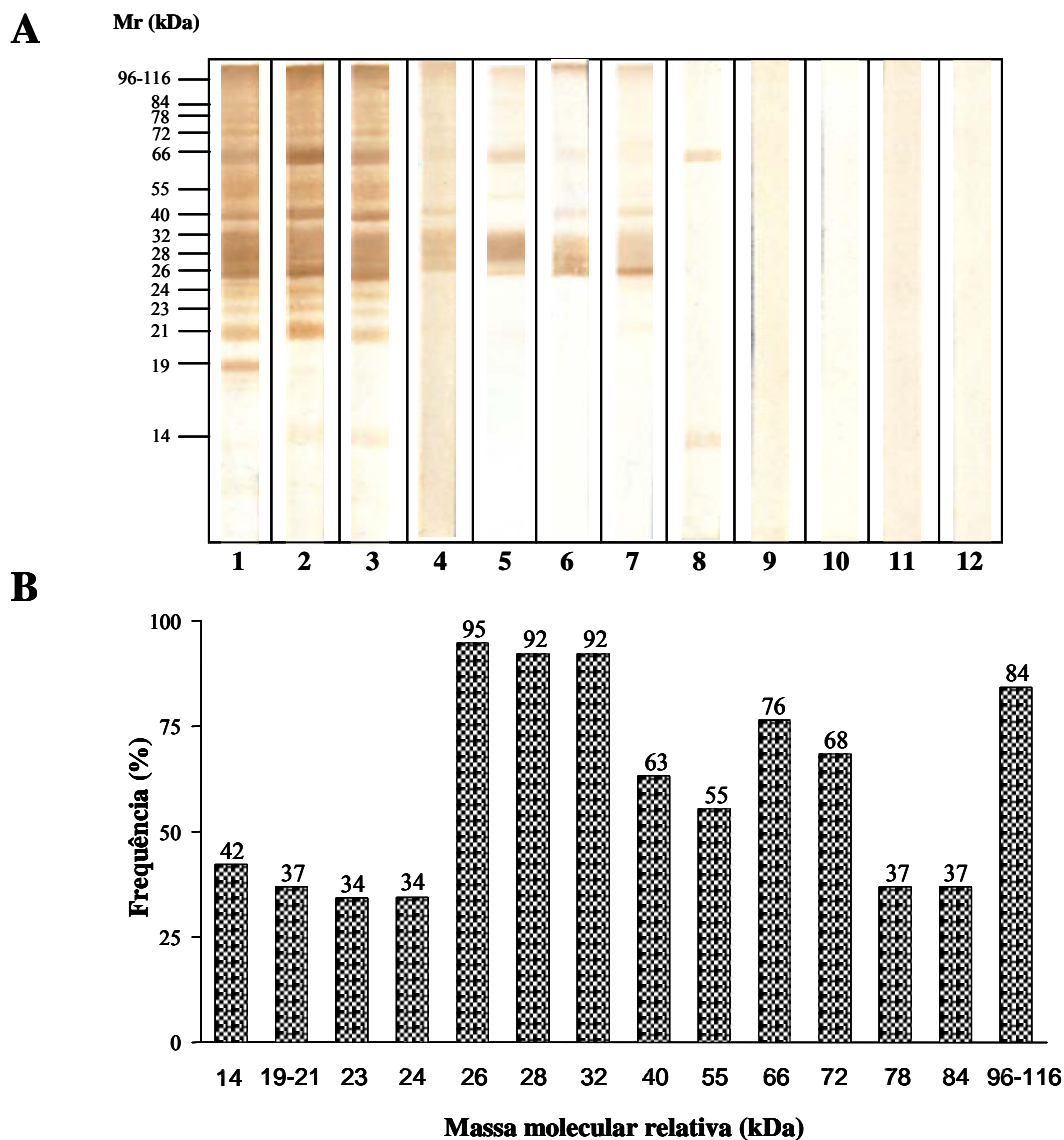 A
Mr (kDa)
96-116
84
78
72
66
55
40
32
28
26
24
23
21
19
14
1 2 3 4 5 6 7 8 9 10 11 12
B
Frequência (%)
100
75
50
25
0
42 37 34 34 95 92 92 63 55 76 68 37 37 84
14 19-21 23 24 26 28 32 40 55 66 72 78 84 96-116
Massa molecular relativa (kDa)